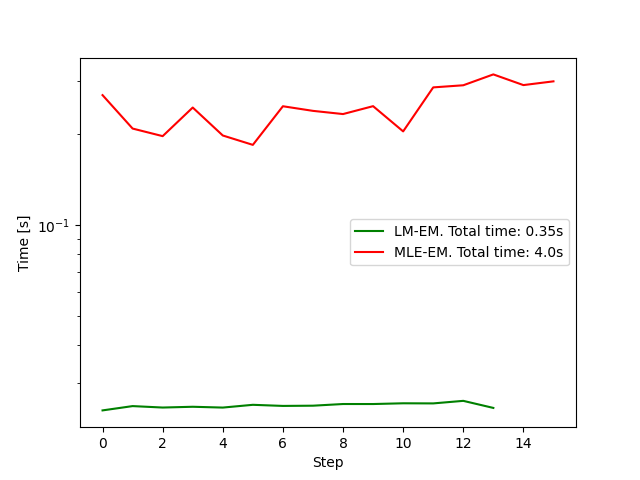 Time [s]
10⁻¹
LM-EM. Total time: 0.35s
MLE-EM. Total time: 4.0s
0 2 4 6 8 10 12 14
Step